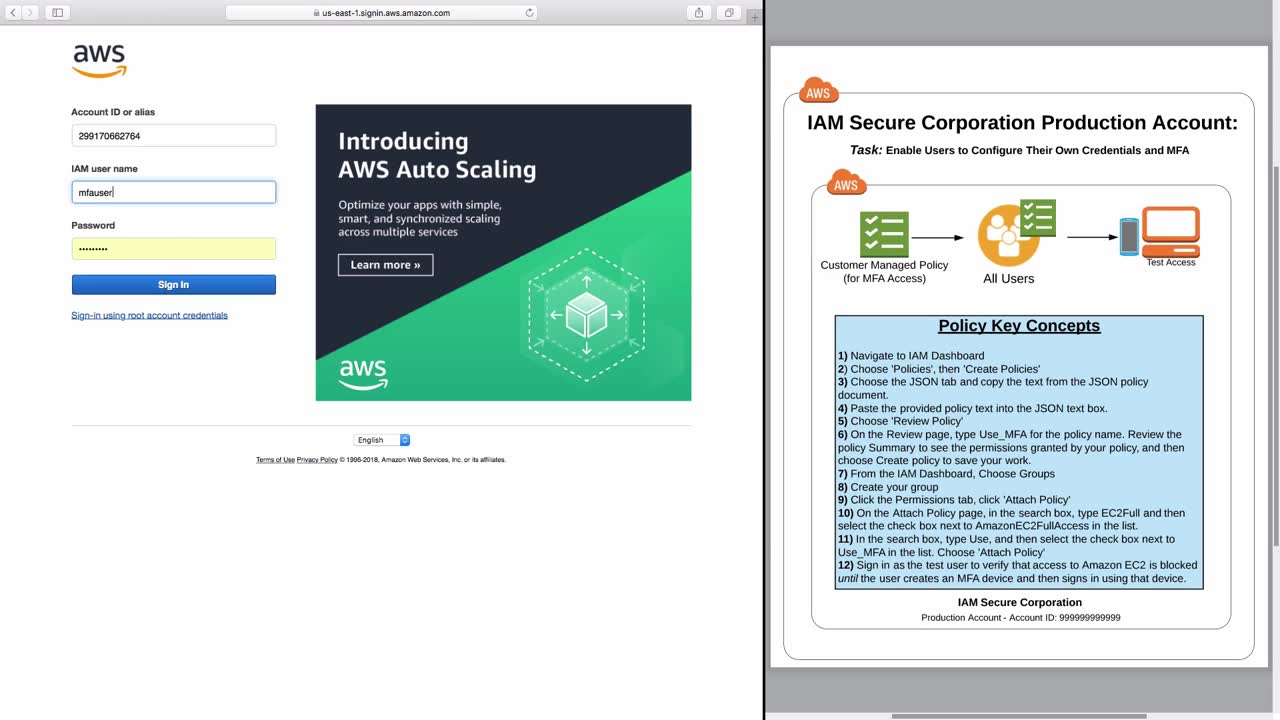 us-east-1.signin.aws.amazon.com
aws
Account ID or alias
299170662764
IAM user name
mfauser
Password
•••••••••
Sign In
Sign-in using root account credentials
Introducing
AWS Auto Scaling
Optimize your apps with simple,
smart, and synchronized scaling
across multiple services
Learn more »
aws
English
Terms of Use Privacy Policy © 1996-2018, Amazon Web Services, Inc. or its affiliates.
AWS
IAM Secure Corporation Production Account:
Task: Enable Users to Configure Their Own Credentials and MFA
AWS
Customer Managed Policy
(for MFA Access)
All Users
Test Access
Policy Key Concepts
1) Navigate to IAM Dashboard
2) Choose 'Policies', then 'Create Policies'
3) Choose the JSON tab and copy the text from the JSON policy
document.
4) Paste the provided policy text into the JSON text box.
5) Choose 'Review Policy'
6) On the Review page, type Use_MFA for the policy name. Review the
policy Summary to see the permissions granted by your policy, and then
choose Create policy to save your work.
7) From the IAM Dashboard, Choose Groups
8) Create your group
9) Click the Permissions tab, click 'Attach Policy'
10) On the Attach Policy page, in the search box, type EC2Full and then
select the check box next to AmazonEC2FullAccess in the list.
11) In the search box, type Use, and then select the check box next to
Use_MFA in the list. Choose 'Attach Policy'
12) Sign in as the test user to verify that access to Amazon EC2 is blocked
until the user creates an MFA device and then signs in using that device.
IAM Secure Corporation
Production Account - Account ID: 999999999999